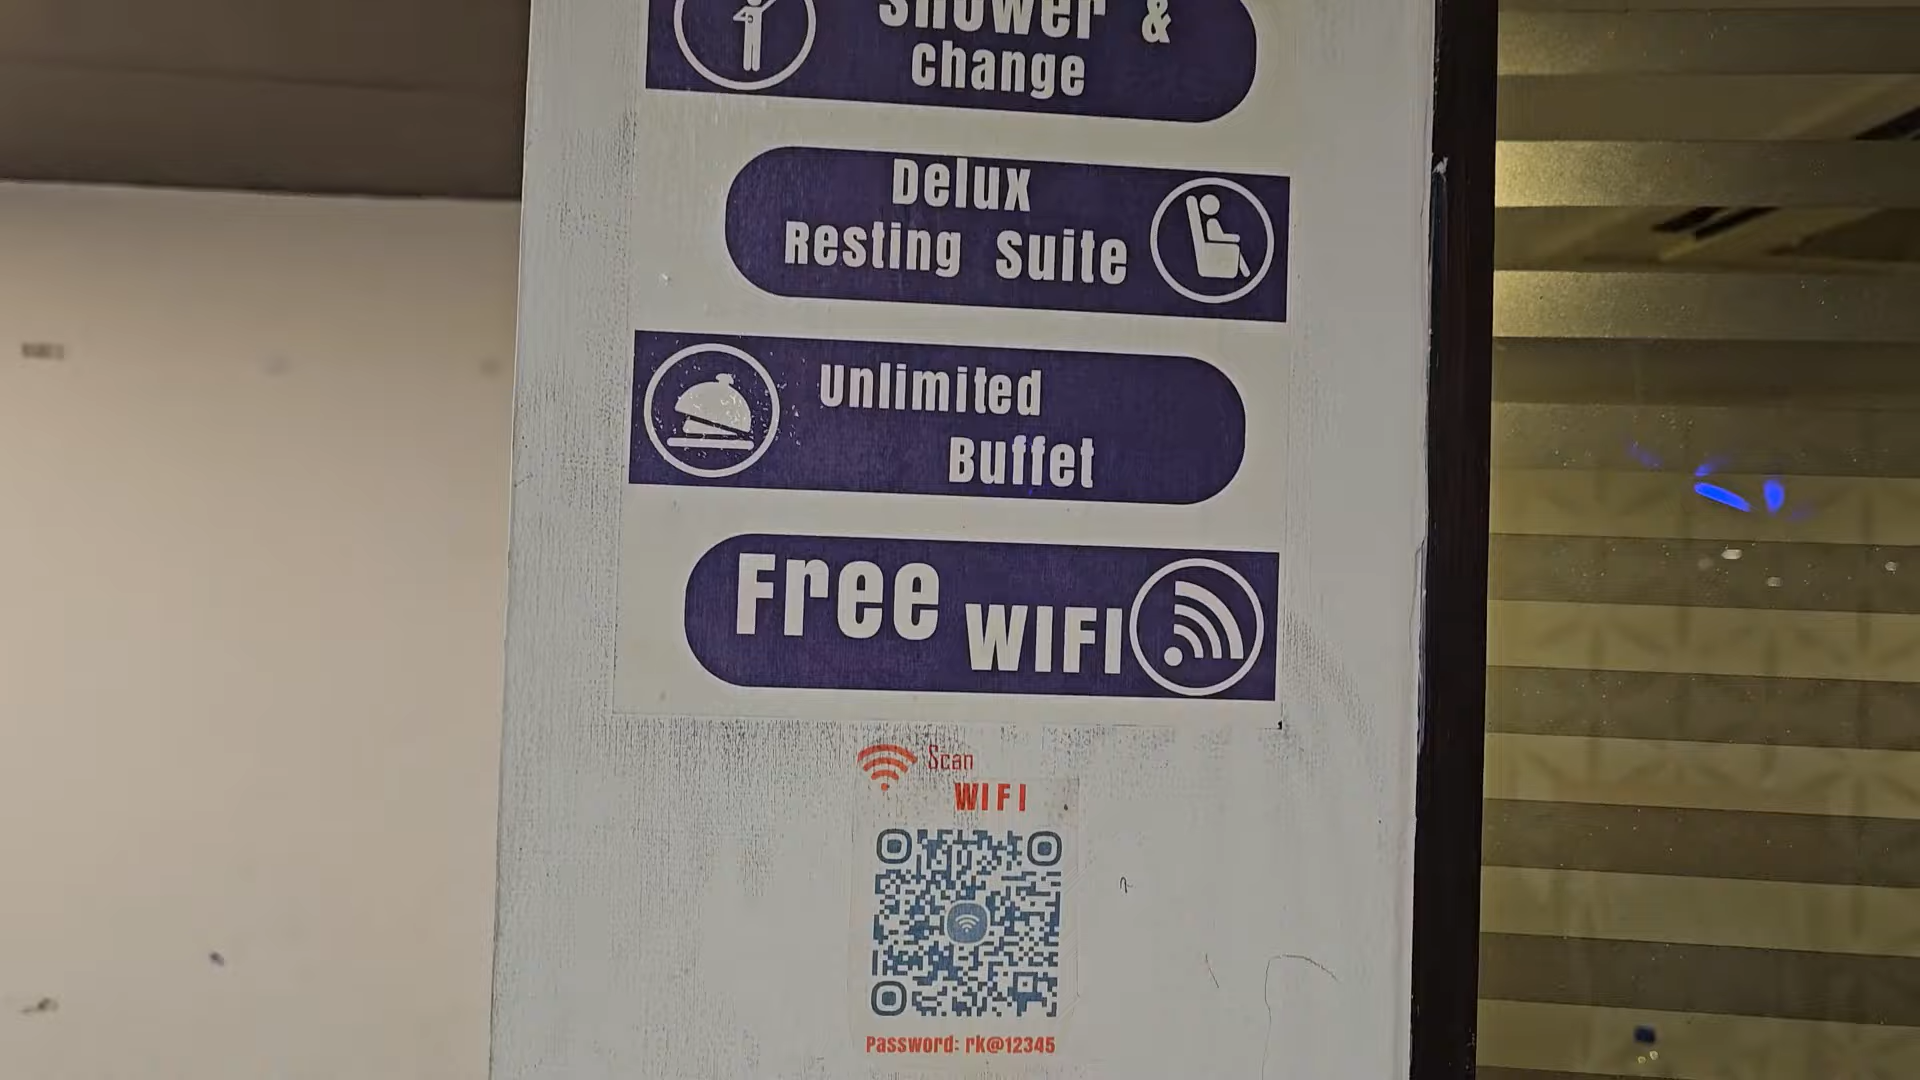 Shower &
Change
Delux
Resting Suite
Unlimited
Buffet
Free WIFI
Scan
WIFI
Password: rk@12345